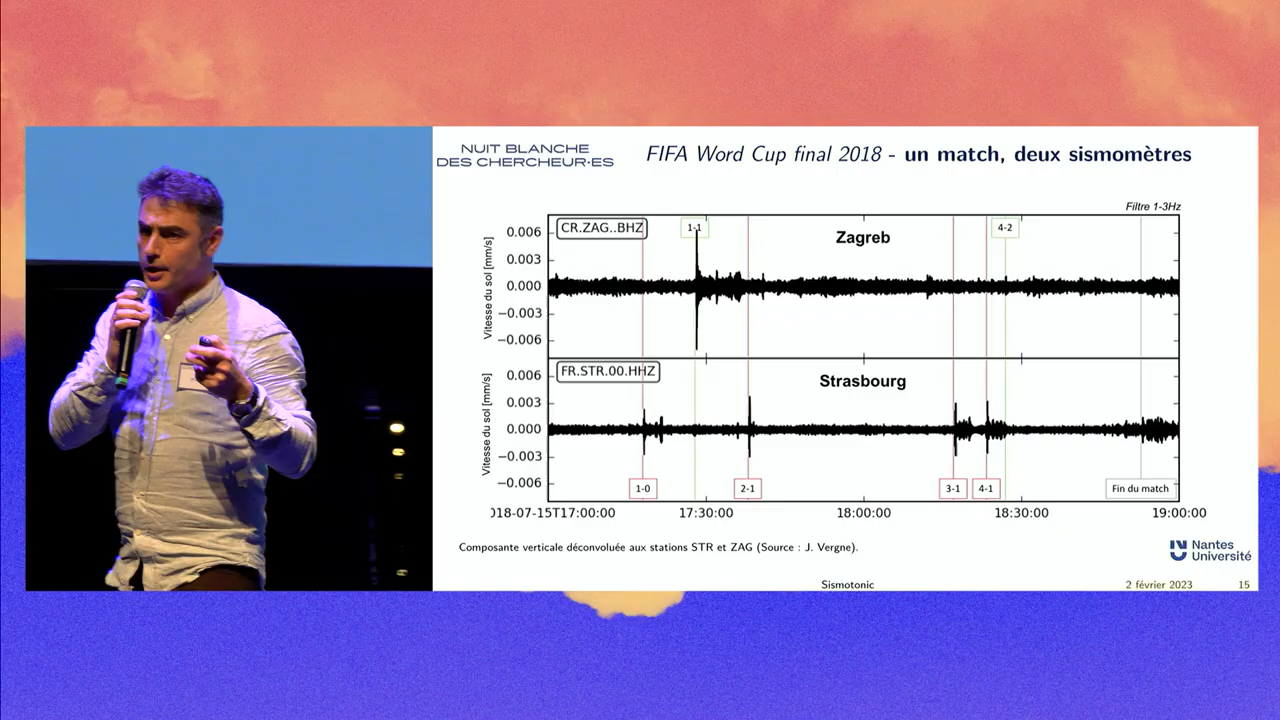 NUIT BLANCHE
DES CHERCHEUR·ES
FIFA Word Cup final 2018 - un match, deux sismomètres
Filtre 1-3Hz
CR.ZAG..BHZ
1-1
Zagreb
4-2
Vitesse du sol [mm/s]
0.006
0.003
0.000
−0.003
−0.006
FR.STR.00.HHZ
Strasbourg
Vitesse du sol [mm/s]
0.006
0.003
0.000
−0.003
−0.006
1-0
2-1
3-1
4-1
Fin du match
018-07-15T17:00:00
17:30:00
18:00:00
18:30:00
19:00:00
Composante verticale déconvoluée aux stations STR et ZAG (Source : J. Vergne).
Nantes
Université
Sismotonic
2 février 2023
15